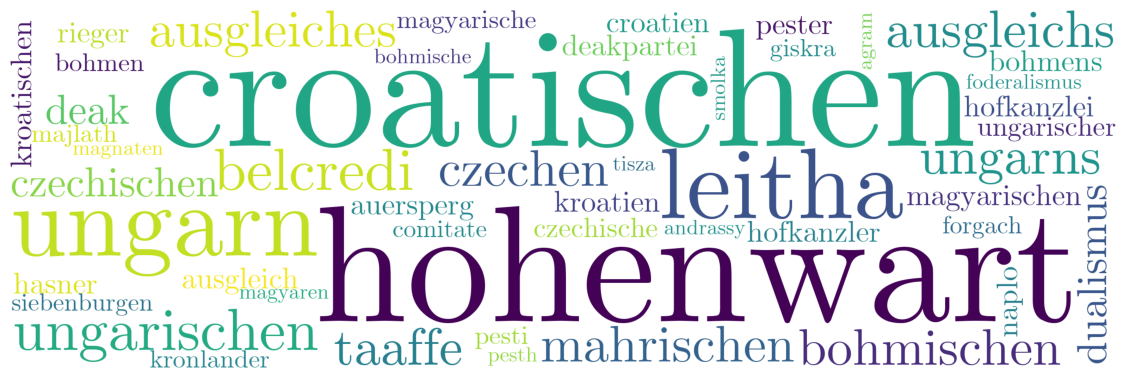 kroatischen
rieger
ausgleiches
magyarische
croatien
pester
agram
ausgleichs
bohmen
bohmische
deakpartei
giskra
bohmens
croatischen
smolka
foderalismus
deak
hofkanzlei
majlath
ungarischer
magnaten
belcredi
czechen
tisza
leitha
ungarns
czechischen
kroatien
magyarischen
ungarn
auersperg
hohenwart
comitate
czechische
andrassy
hofkanzler
forgach
dualismus
hasner
ausgleich
magyaren
naplo
siebenburgen
ungarischen
kronlander
taaffe
pesti
pesth
mahrischen
bohmischen